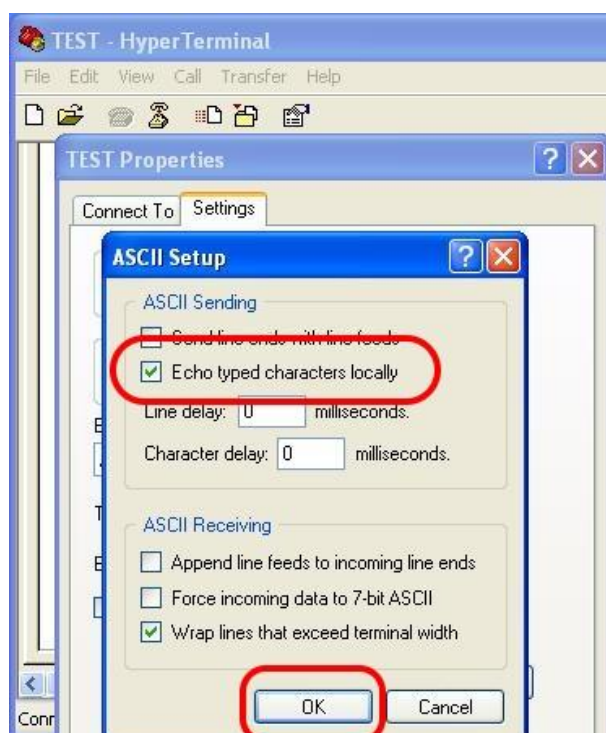 TEST - HyperTerminal
File Edit View Call Transfer Help
TEST Properties
Connect To Settings
ASCII Setup
ASCII Sending
Send line ends with line feeds
Echo typed characters locally
Line delay: 0 milliseconds.
Character delay: 0 milliseconds.
ASCII Receiving
Append line feeds to incoming line ends
Force incoming data to 7-bit ASCII
Wrap lines that exceed terminal width
OK Cancel